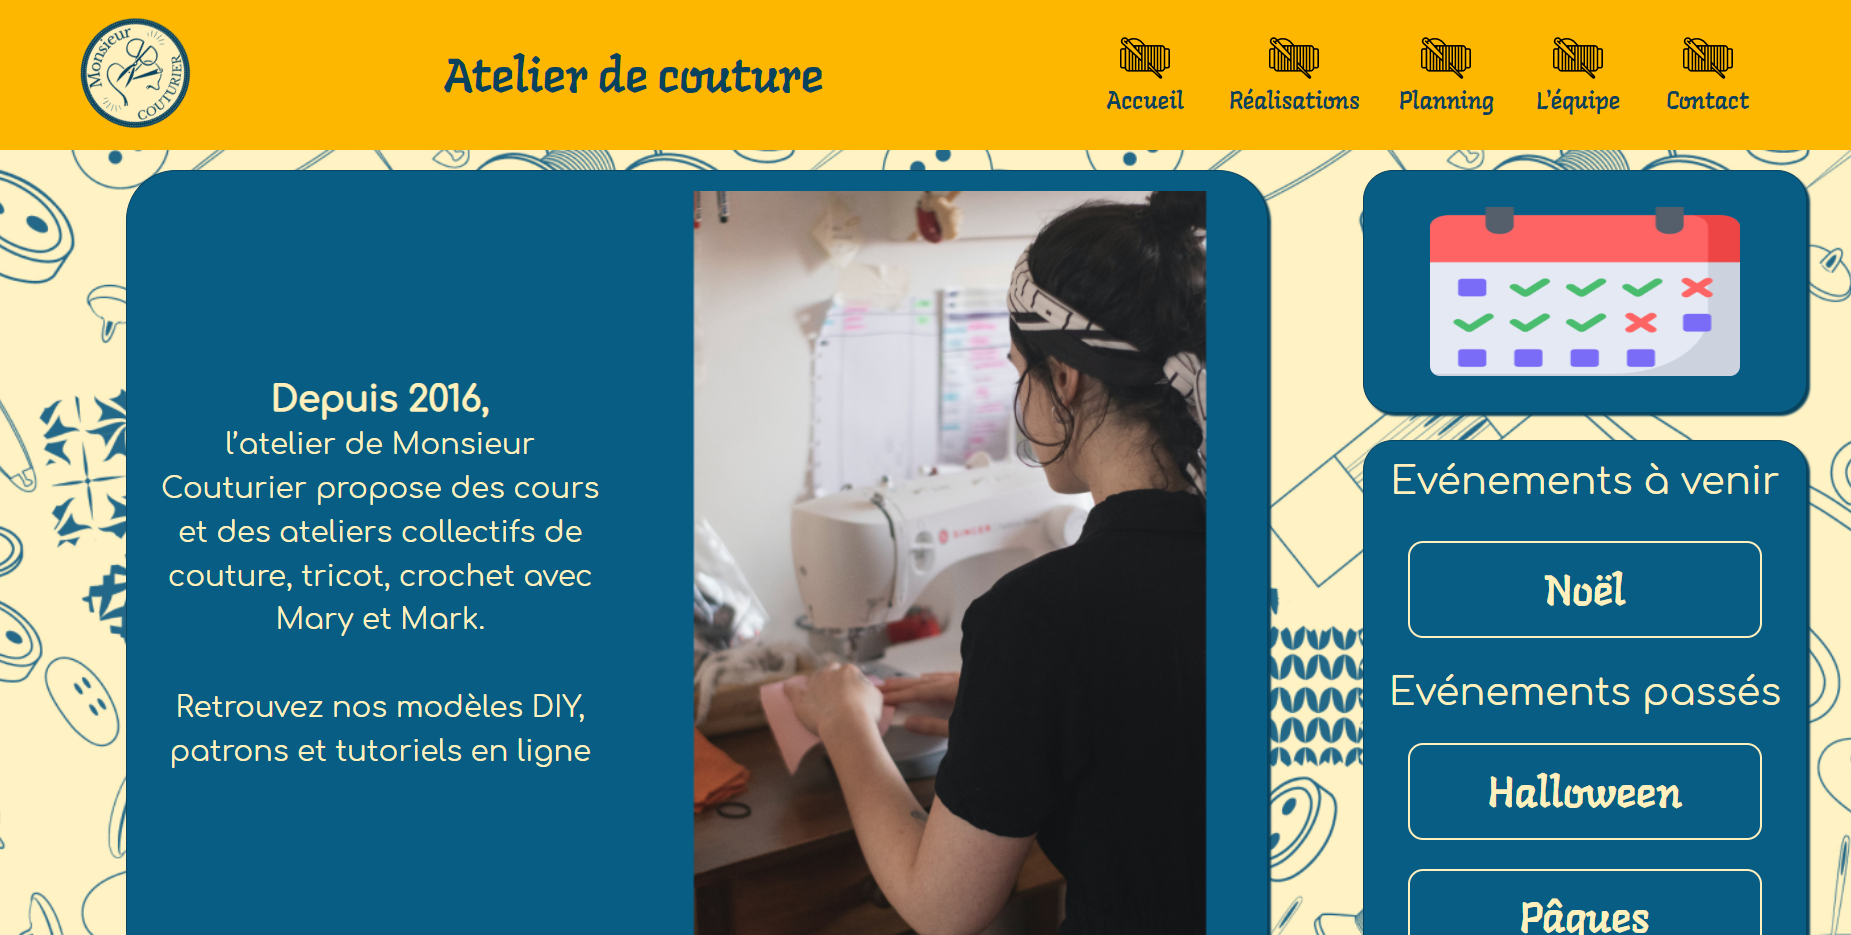 Monsieur
COUTURIER
Atelier de couture
Accueil
Réalisations
Planning
L'équipe
Contact
Depuis 2016,
l'atelier de Monsieur
Couturier propose des cours
et des ateliers collectifs de
couture, tricot, crochet avec
Mary et Mark.
Retrouvez nos modèles DIY,
patrons et tutoriels en ligne
SINGER
Evénements à venir
Noël
Evénements passés
Halloween
Pâques